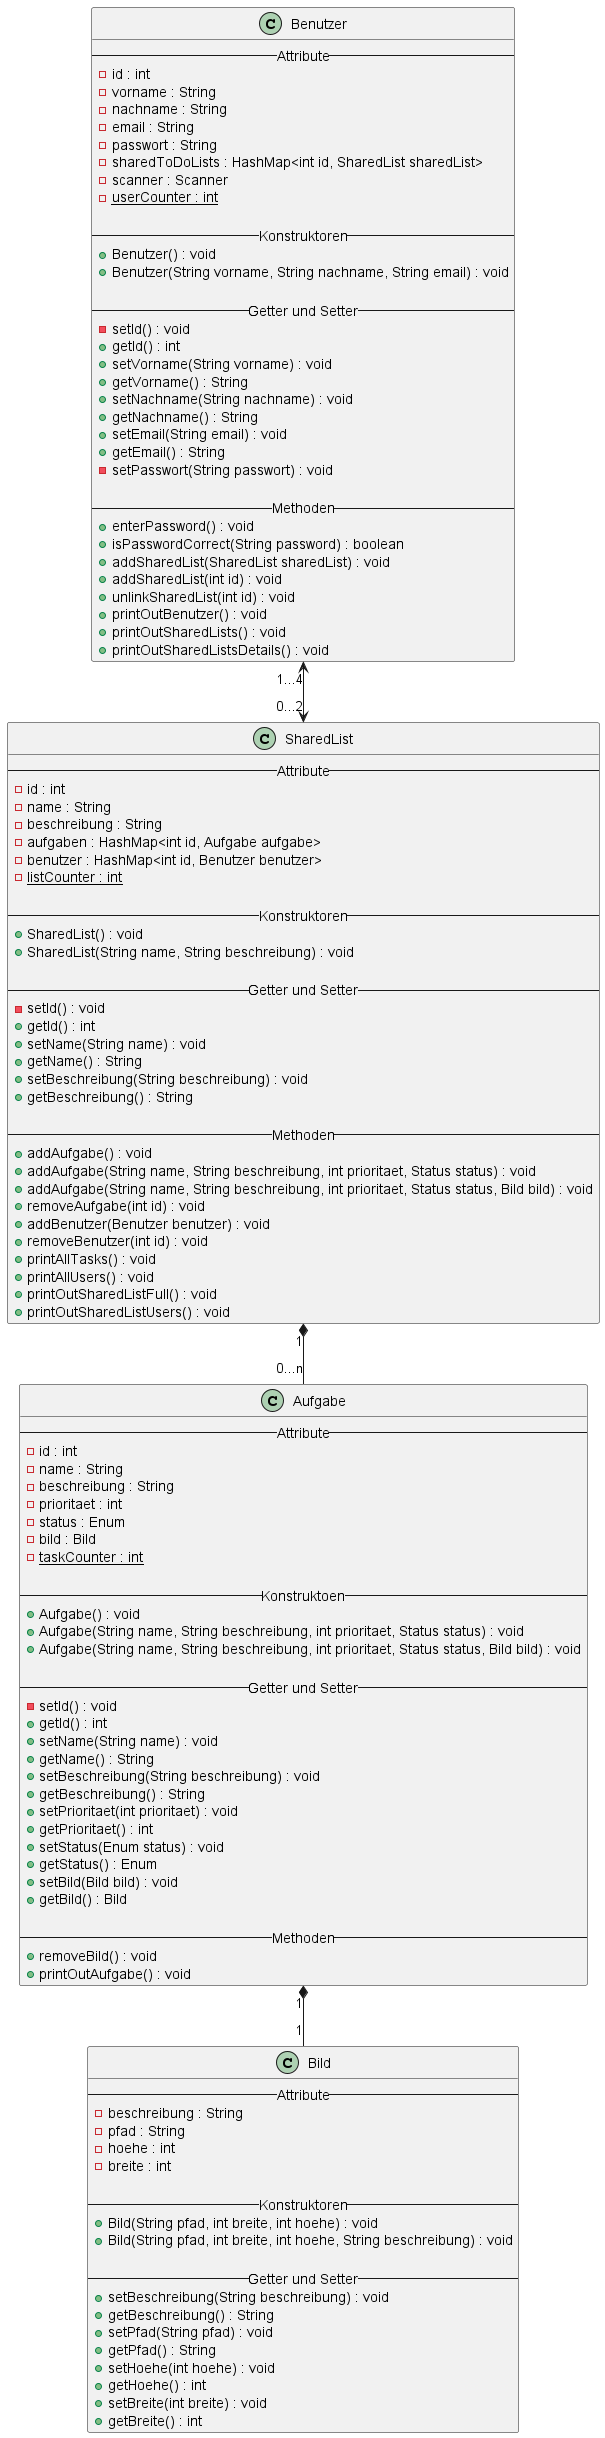 C Benutzer
Attribute
id : int
vorname : String
nachname : String
email : String
passwort : String
sharedToDoLists : HashMap<int id, SharedList sharedList>
scanner : Scanner
userCounter : int
Konstruktoren
Benutzer() : void
Benutzer(String vorname, String nachname, String email) : void
Getter und Setter
setId() : void
getId() : int
setVorname(String vorname) : void
getVorname() : String
setNachname(String nachname) : void
getNachname() : String
setEmail(String email) : void
getEmail() : String
setPasswort(String passwort) : void
Methoden
enterPassword() : void
isPasswordCorrect(String password) : boolean
addSharedList(SharedList sharedList) : void
addSharedList(int id) : void
unlinkSharedList(int id) : void
printOutBenutzer() : void
printOutSharedLists() : void
printOutSharedListsDetails() : void
1...4
0...2
C SharedList
Attribute
id : int
name : String
beschreibung : String
aufgaben : HashMap<int id, Aufgabe aufgabe>
benutzer : HashMap<int id, Benutzer benutzer>
listCounter : int
Konstruktoren
SharedList() : void
SharedList(String name, String beschreibung) : void
Getter und Setter
setId() : void
getId() : int
setName(String name) : void
getName() : String
setBeschreibung(String beschreibung) : void
getBeschreibung() : String
Methoden
addAufgabe() : void
addAufgabe(String name, String beschreibung, int prioritaet, Status status) : void
addAufgabe(String name, String beschreibung, int prioritaet, Status status, Bild bild) : void
removeAufgabe(int id) : void
addBenutzer(Benutzer benutzer) : void
removeBenutzer(int id) : void
printAllTasks() : void
printAllUsers() : void
printOutSharedListFull() : void
printOutSharedListUsers() : void
1
0...n
C Aufgabe
Attribute
id : int
name : String
beschreibung : String
prioritaet : int
status : Enum
bild : Bild
taskCounter : int
Konstruktoen
Aufgabe() : void
Aufgabe(String name, String beschreibung, int prioritaet, Status status) : void
Aufgabe(String name, String beschreibung, int prioritaet, Status status, Bild bild) : void
Getter und Setter
setId() : void
getId() : int
setName(String name) : void
getName() : String
setBeschreibung(String beschreibung) : void
getBeschreibung() : String
setPrioritaet(int prioritaet) : void
getPrioritaet() : int
setStatus(Enum status) : void
getStatus() : Enum
setBild(Bild bild) : void
getBild() : Bild
Methoden
removeBild() : void
printOutAufgabe() : void
1
1
C Bild
Attribute
beschreibung : String
pfad : String
hoehe : int
breite : int
Konstruktoren
Bild(String pfad, int breite, int hoehe) : void
Bild(String pfad, int breite, int hoehe, String beschreibung) : void
Getter und Setter
setBeschreibung(String beschreibung) : void
getBeschreibung() : String
setPfad(String pfad) : void
getPfad() : String
setHoehe(int hoehe) : void
getHoehe() : int
setBreite(int breite) : void
getBreite() : int